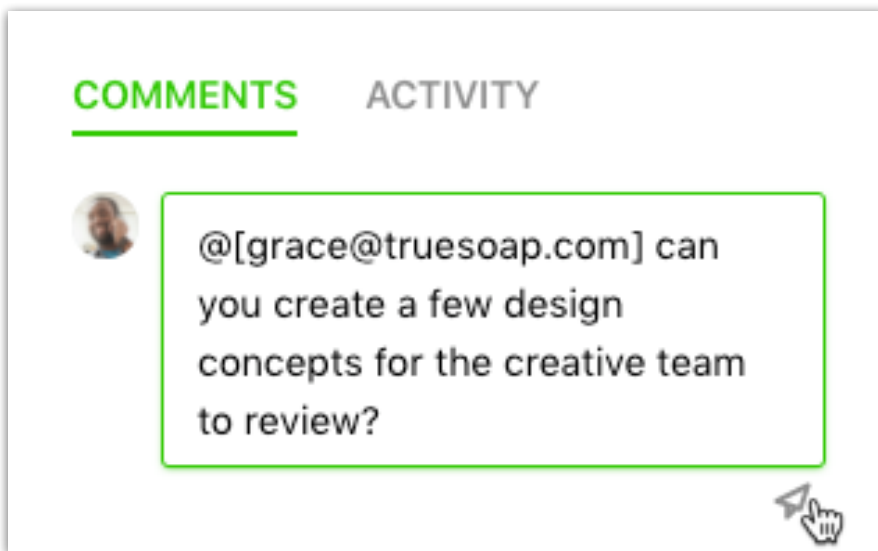 COMMENTS ACTIVITY
@[grace@truesoap.com] can
you create a few design
concepts for the creative team
to review?